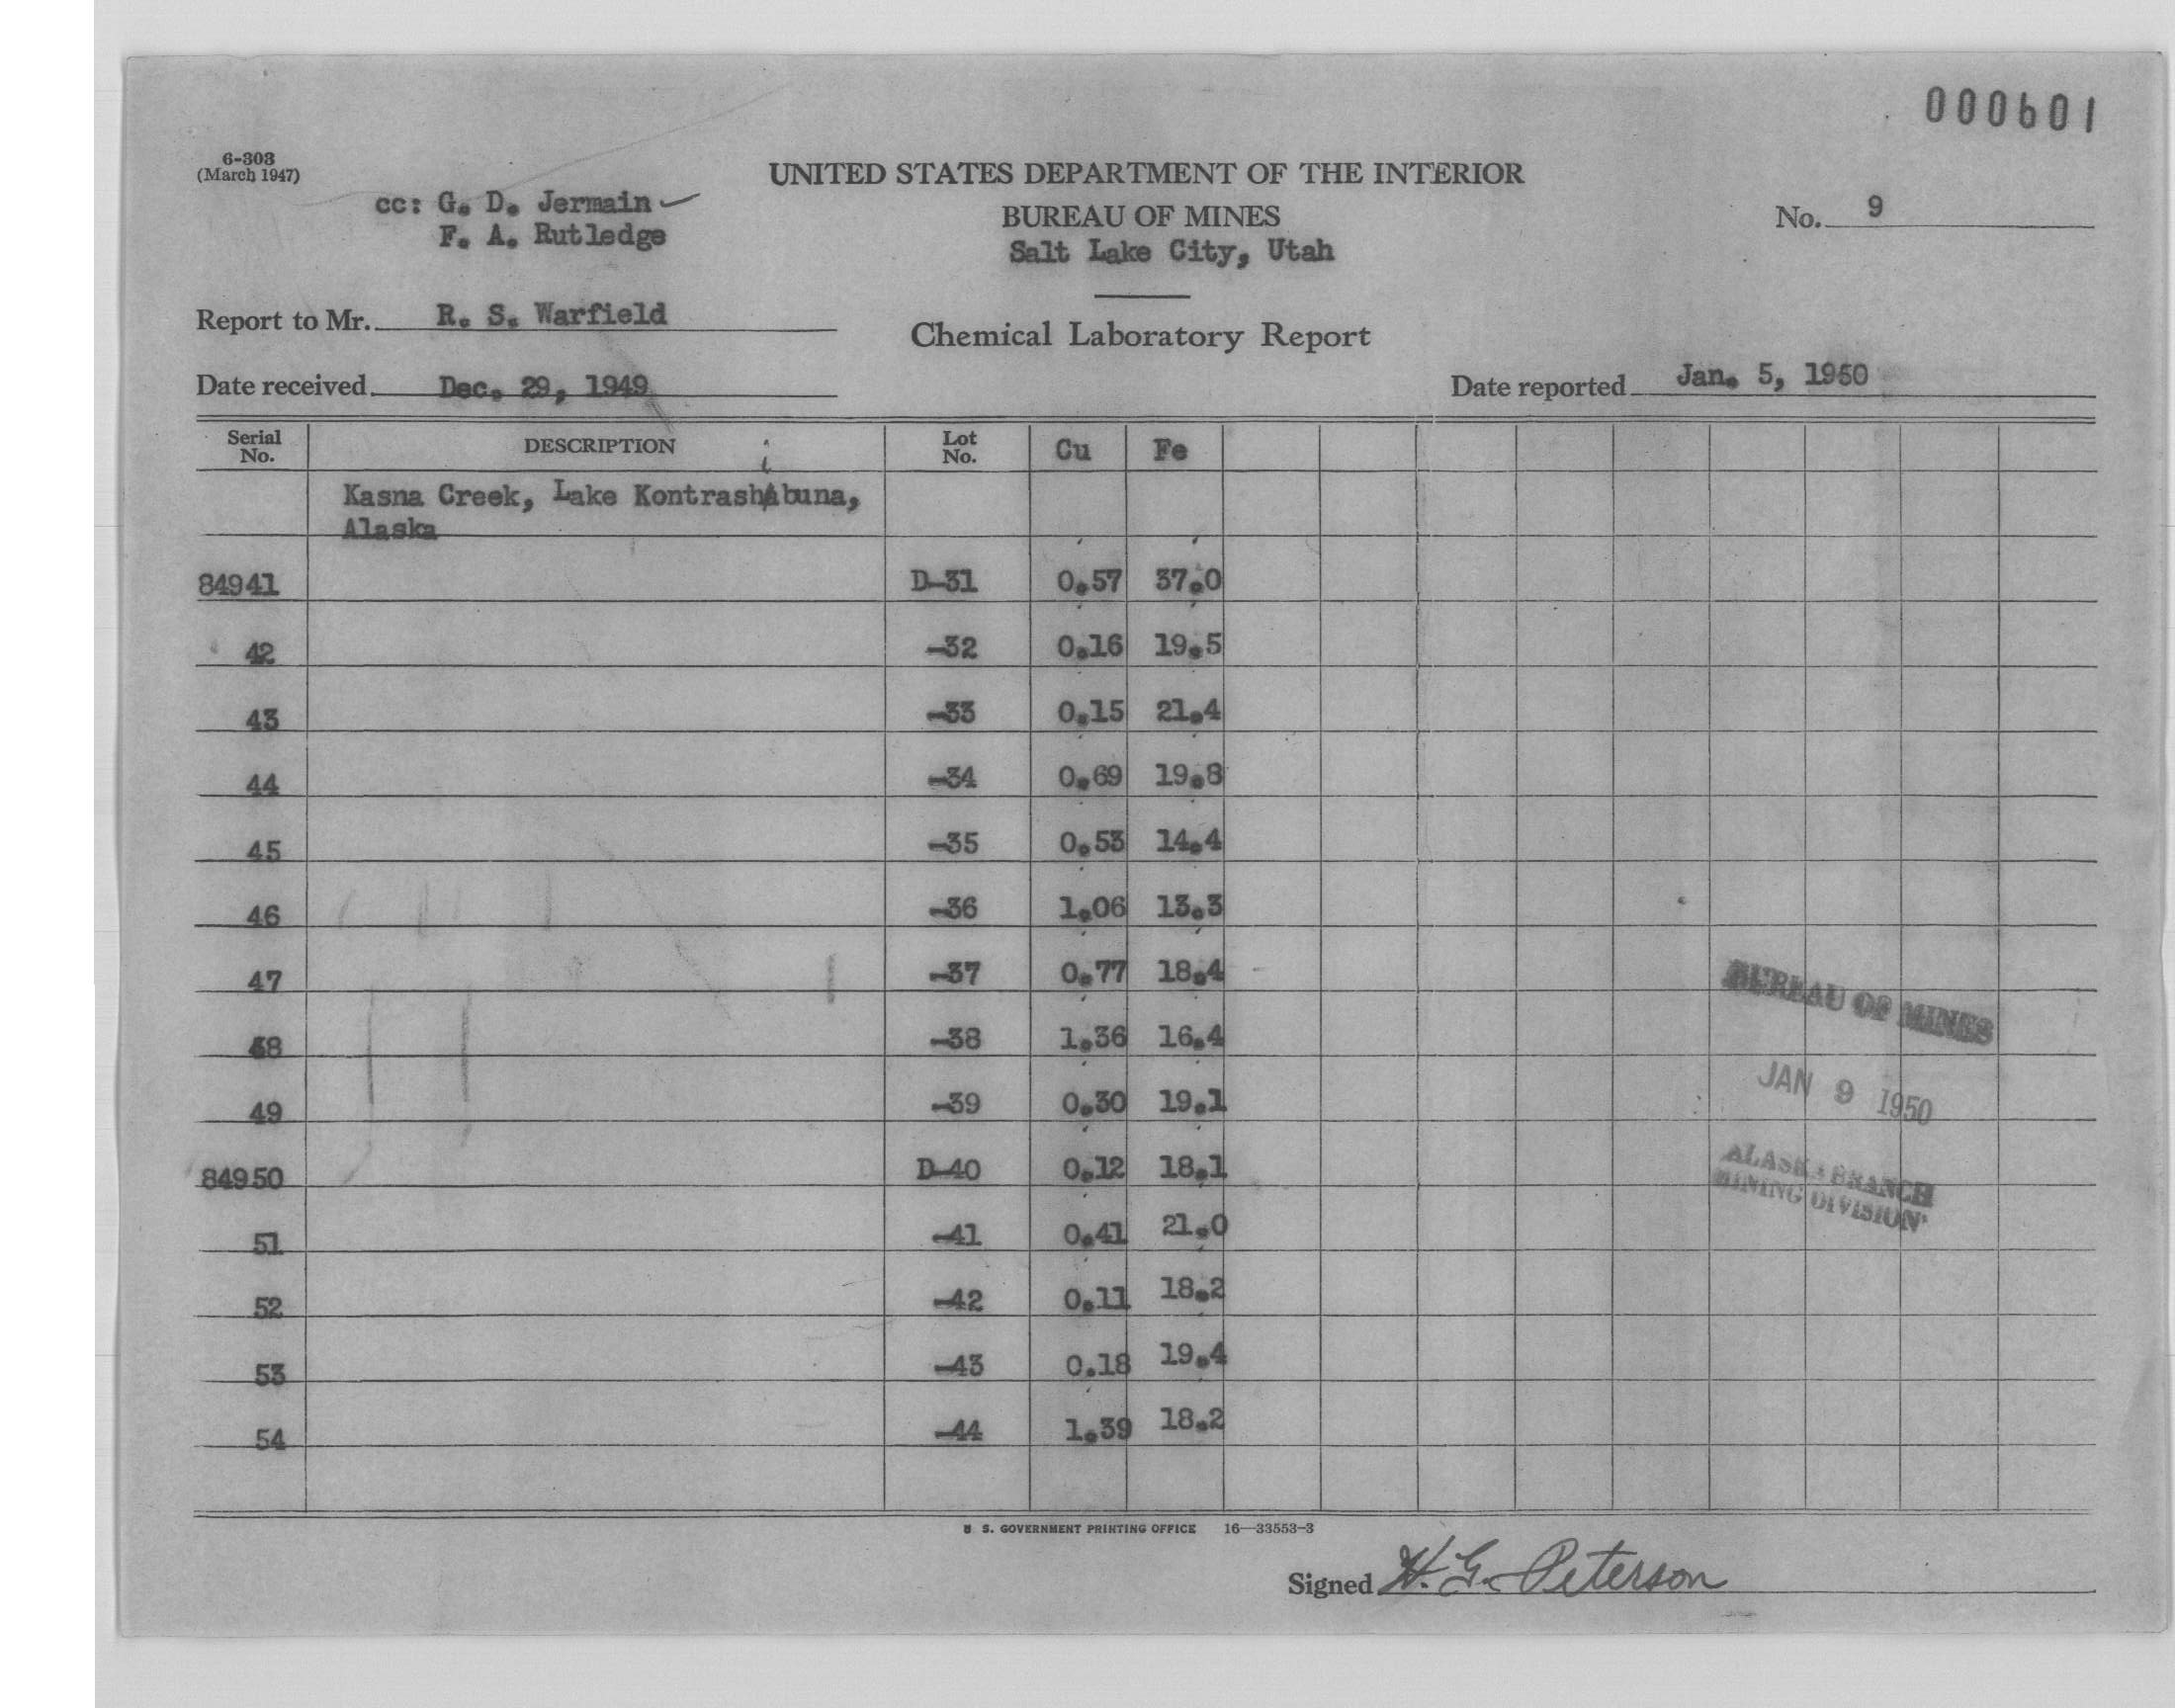 000601
6-303
(March 1947)
UNITED STATES DEPARTMENT OF THE INTERIOR
cc: G. D. Jermain
F. A. Rutledge
BUREAU OF MINES
No. 9
Salt Lake City, Utah
Report to Mr. R. S. Warfield
Chemical Laboratory Report
Date received Dec. 29, 1949
Date reported Jan. 5, 1950
Serial No. DESCRIPTION Lot No. Cu Fe
i
Kasna Creek, Lake Kontrashibuna,
Alaska
84941 D-31 0.57 37.0
42 -32 0.16 19.5
43 -33 0.15 21.4
44 -34 0.69 19.8
45 -35 0.53 14.4
46 -36 1.06 13.3
47 -37 0.77 18.4
48 -38 1.36 16.4
49 -39 0.30 19.1
84950 D-40 0.12 18.1
51 -41 0.41 21.0
52 -42 0.11 18.2
53 -43 0.18 19.4
54 -44 1.39 18.2
BUREAU OF MINES
JAN 9 1950
ALASKA BRANCH
MINING DIVISION
U. S. GOVERNMENT PRINTING OFFICE 16—33553-3
Signed H. G. Peterson